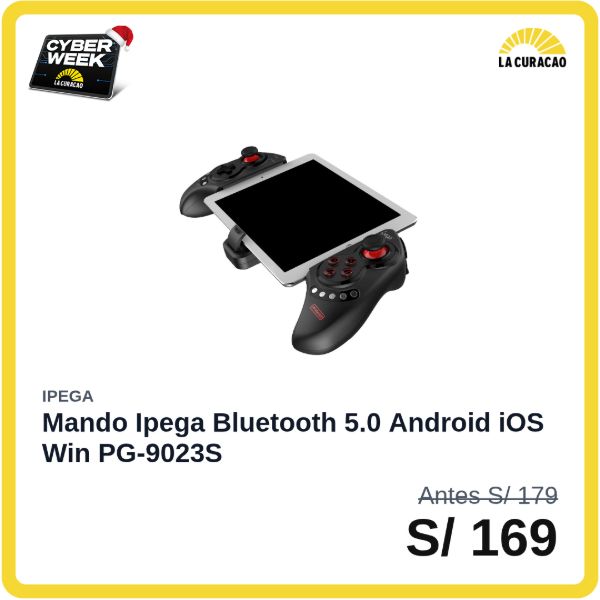 CYBER
WEEK
LA CURACAO
LA CURACAO
IPEGA
Mando Ipega Bluetooth 5.0 Android iOS
Win PG-9023S
Antes S/ 179
S/ 169